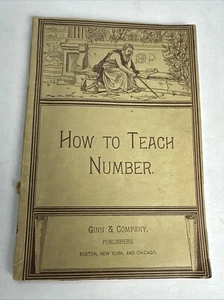 HOW TO TEACH
NUMBER.
GINN & COMPANY,
PUBLISHERS,
BOSTON, NEW YORK, AND CHICAGO.